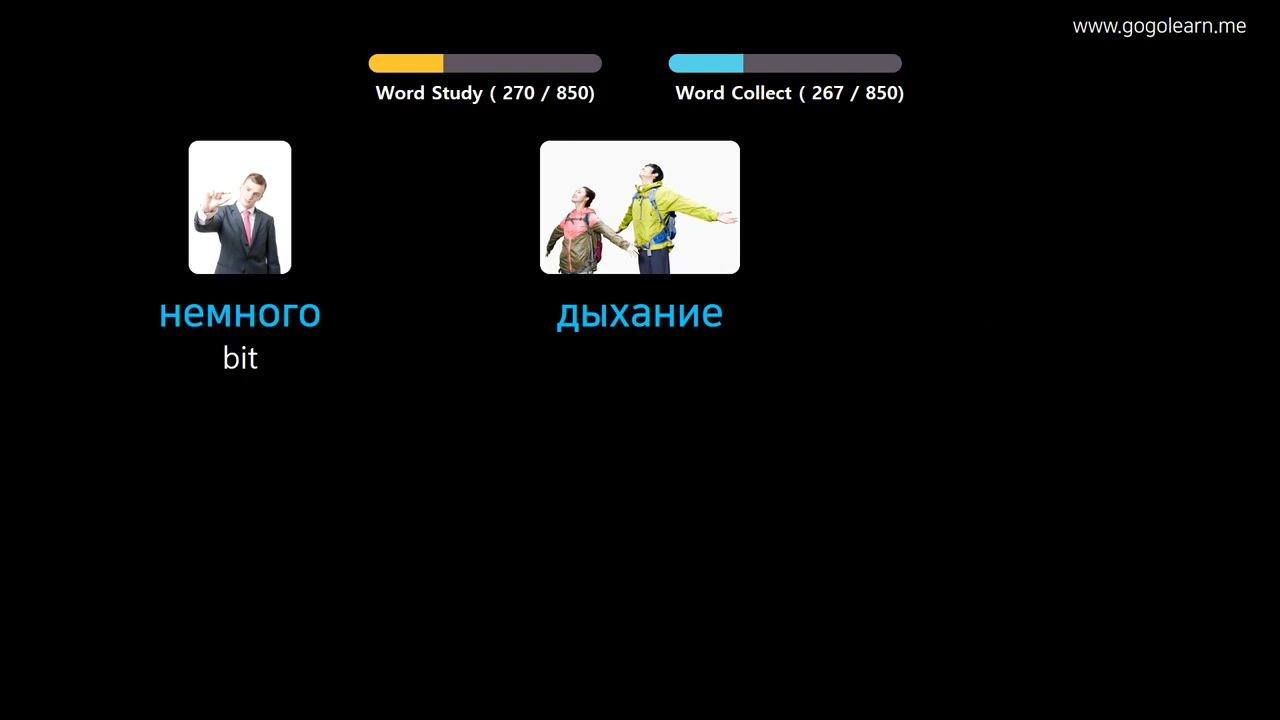 www.gogolearn.me
Word Study ( 270 / 850)
Word Collect ( 267 / 850)
немного
дыхание
bit